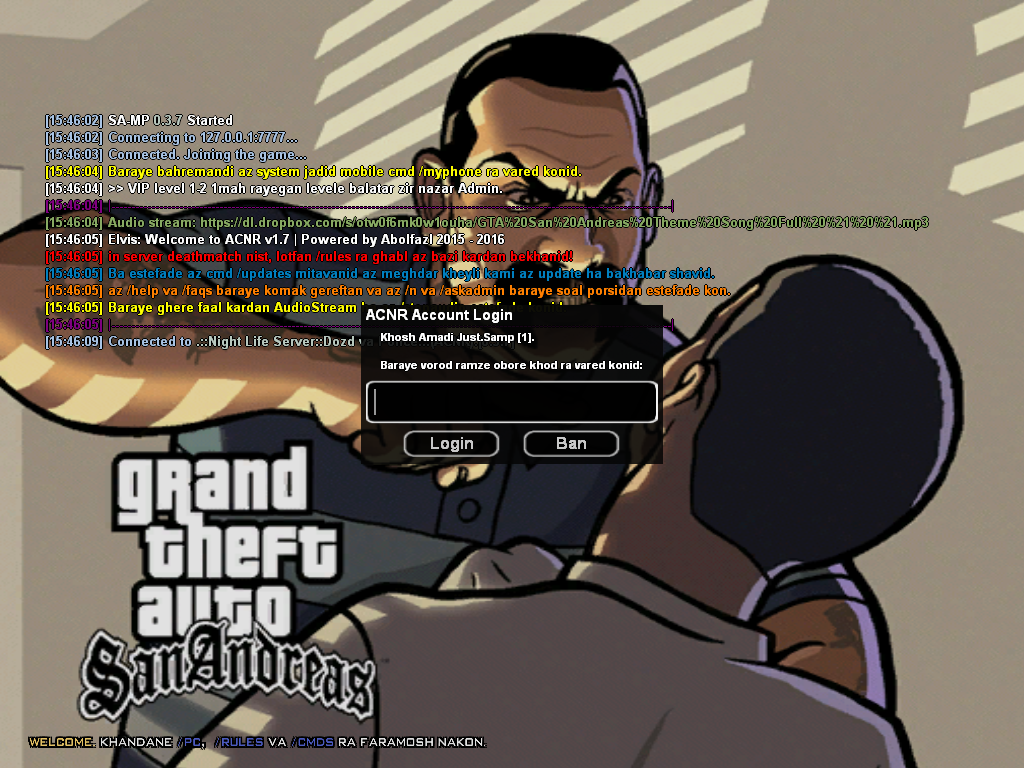 [15:46:02] SA-MP 0.3.7 Started
[15:46:02] Connecting to 127.0.0.1:7777...
[15:46:03] Connected. Joining the game...
[15:46:04] Baraye bahremandi az system jadid mobile cmd /myphone ra vared konid.
[15:46:04] >> VIP level 1-2 1mah rayegan levele balatar zir nazar Admin.
[15:46:04] |--------------------------------------------------------------------------------------------------|
[15:46:04] Audio stream: https://dl.dropbox.com/s/otw0f6mk0w1ouha/GTA%20San%20Andreas%20Theme%20Song%20Full%20%21%20%21.mp3
[15:46:05] Elvis: Welcome to ACNR v1.7 | Powered by Abolfazl 2015 - 2016
[15:46:05] in server deathmatch nist, lotfan /rules ra ghabl az bazi kardan bekhanid!
[15:46:05] Ba estefade az cmd /updates mitavanid az meghdar kheyli kami az update ha bakhabar shavid.
[15:46:05] az /help va /faqs baraye komak gereftan va az /n va /askadmin baraye soal porsidan estefade kon.
[15:46:05] Baraye ghere faal kardan AudioStream
[15:46:05] |--------------------------------------------------------------------------------------------------|
[15:46:09] Connected to .::Night Life Server::Dozd va
ACNR Account Login
Khosh Amadi Just.Samp [1].
Baraye vorod ramze obore khod ra vared konid:
Login Ban
grand
theft
auto
San Andreas
WELCOME. KHANDANE //PC, //RULES VA //CMDS RA FARAMOSH NAKON.